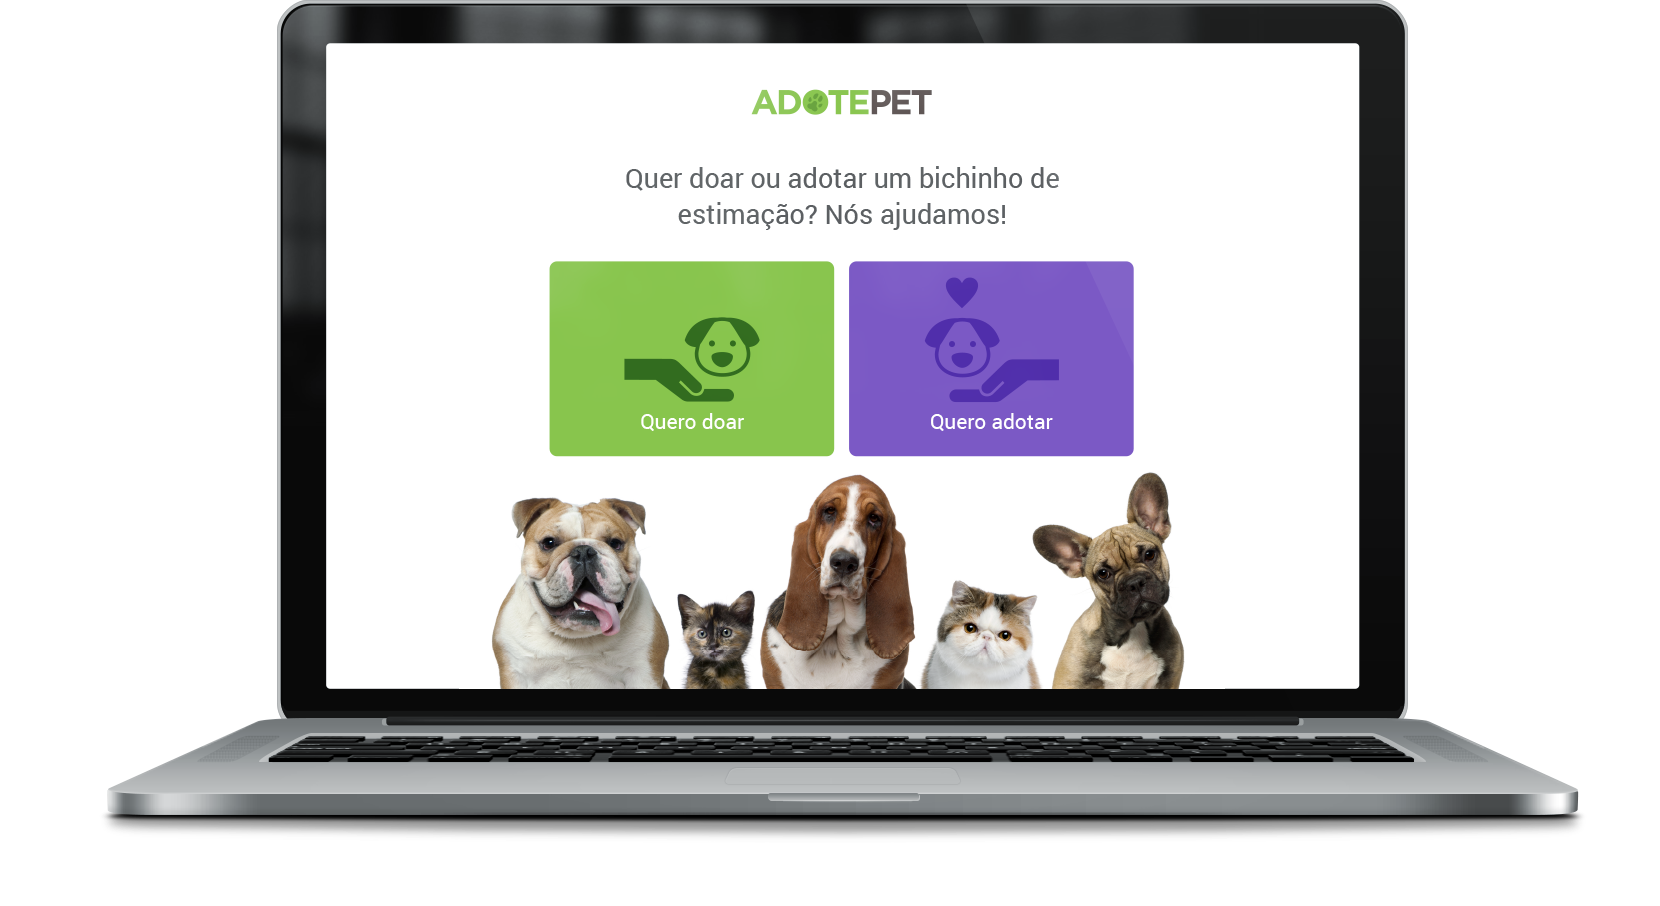 ADOTEPET
Quer doar ou adotar um bichinho de
estimação? Nós ajudamos!
Quero doar
Quero adotar